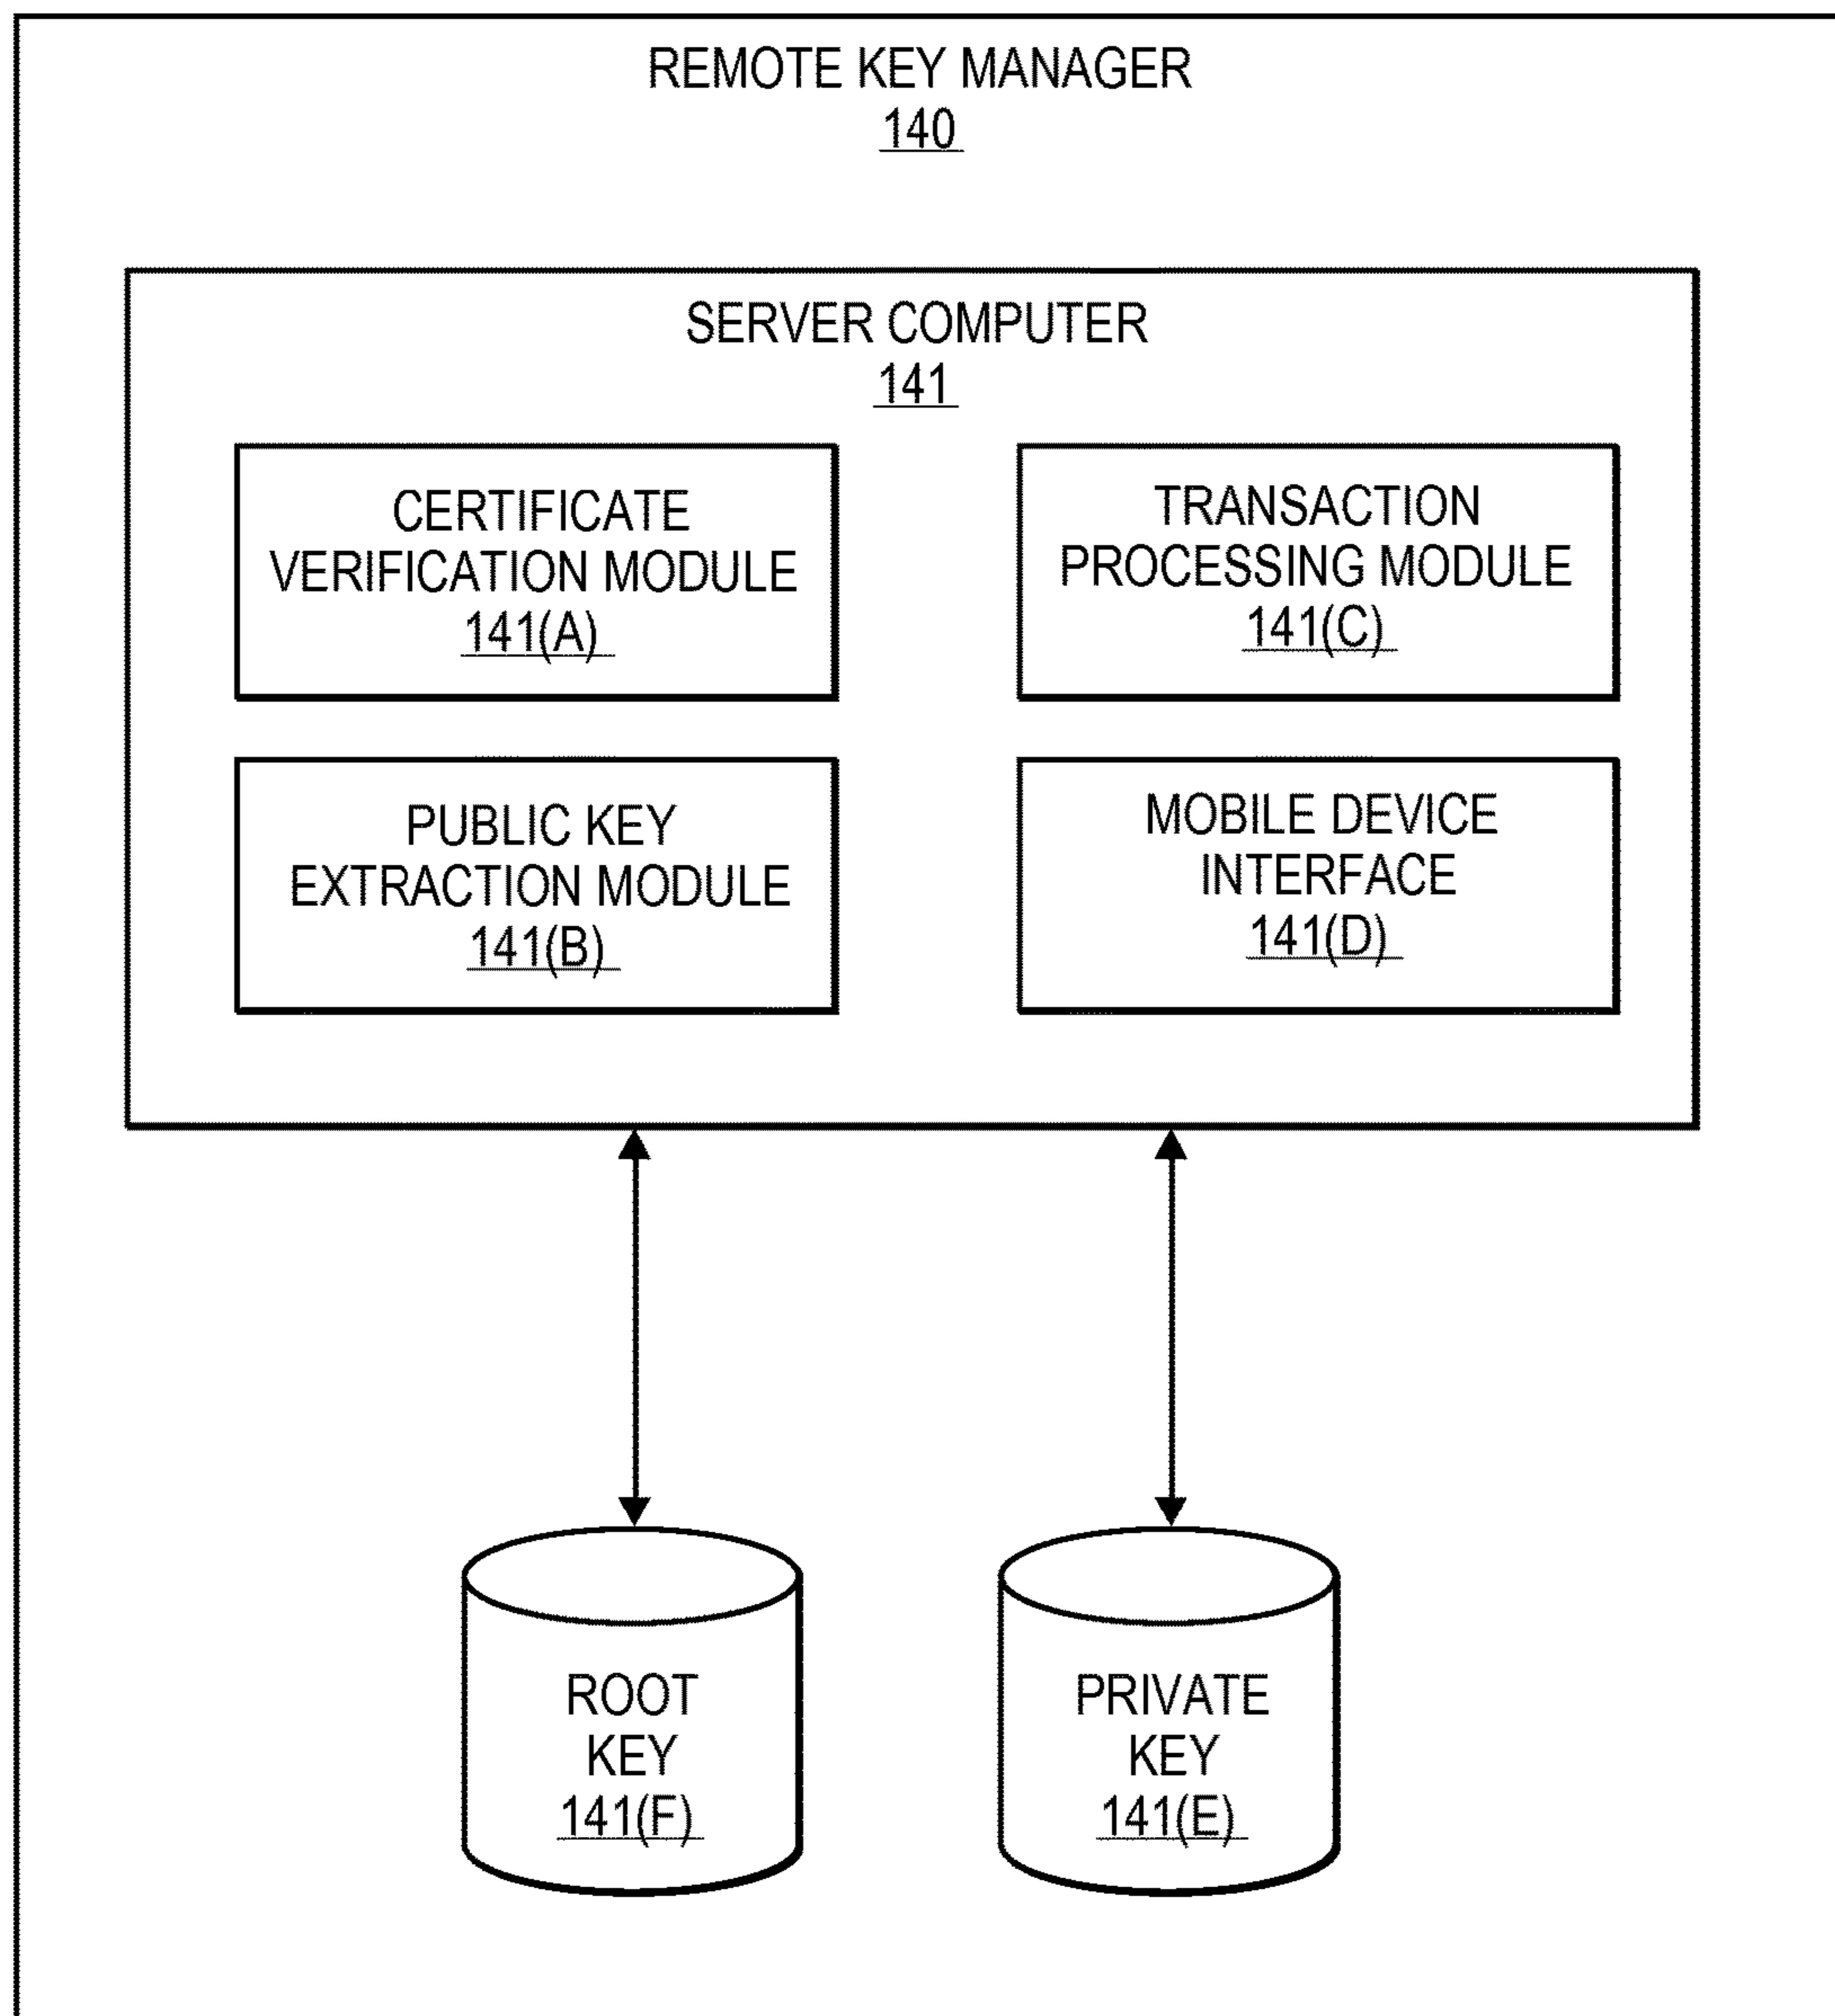 REMOTE KEY MANAGER
140
SERVER COMPUTER
141
CERTIFICATE
VERIFICATION MODULE
141(A)
TRANSACTION
PROCESSING MODULE
141(C)
PUBLIC KEY
EXTRACTION MODULE
141(B)
MOBILE DEVICE
INTERFACE
141(D)
ROOT
KEY
141(F)
PRIVATE
KEY
141(E)